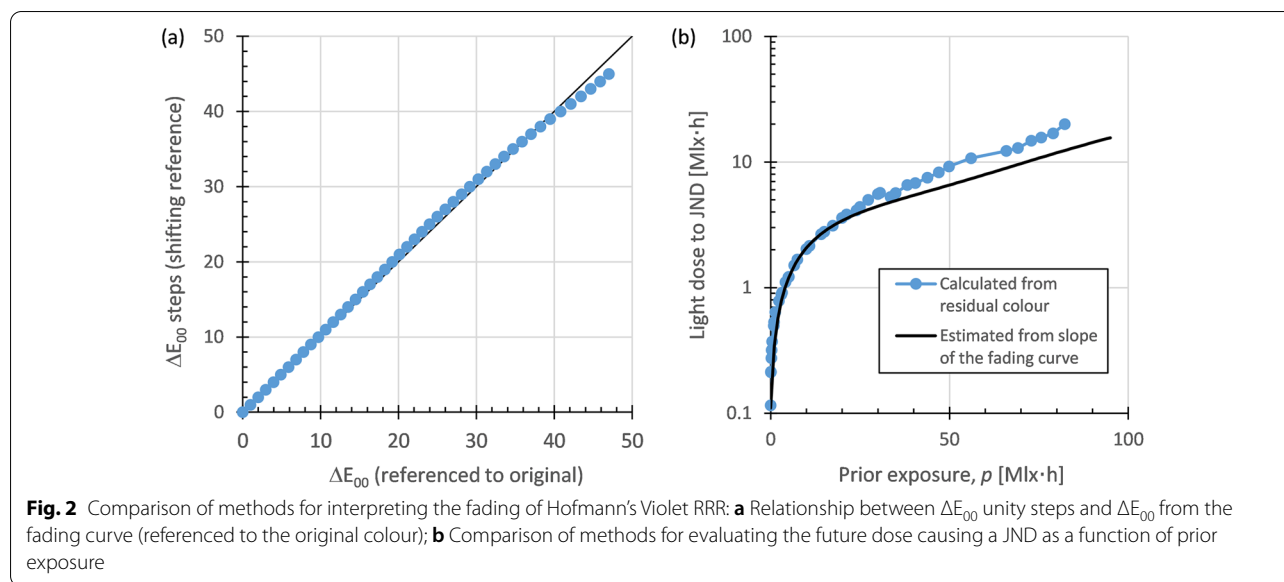 (a)
50
40
30
20
10
0
ΔE00 steps (shifting reference)
0 10 20 30 40 50
ΔE00 (referenced to original)
(b)
100
10
1
0.1
Light dose to JND [Mlx·h]
Calculated from
residual colour
Estimated from slope
of the fading curve
0 50 100
Prior exposure, p [Mlx·h]
Fig. 2 Comparison of methods for interpreting the fading of Hofmann's Violet RRR: a Relationship between ΔE00 unity steps and ΔE00 from the
fading curve (referenced to the original colour); b Comparison of methods for evaluating the future dose causing a JND as a function of prior
exposure